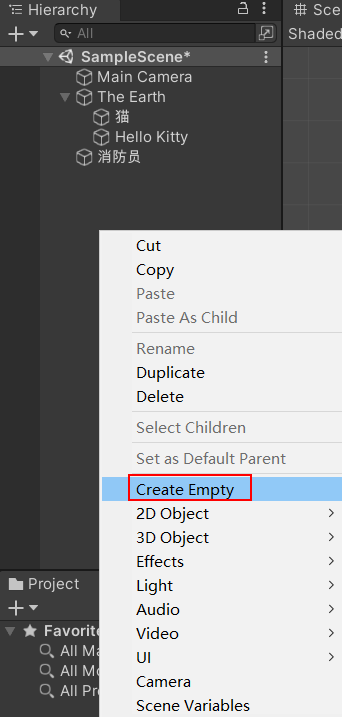 Hierarchy
All
SampleScene*
Main Camera
The Earth
猫
Hello Kitty
消防员
Sce
Shaded
Cut
Copy
Paste
Paste As Child
Rename
Duplicate
Delete
Select Children
Set as Default Parent
Create Empty
2D Object
3D Object
Effects
Light
Audio
Video
UI
Camera
Scene Variables
Project
Favorite
All Ma
All Mo
All Pre